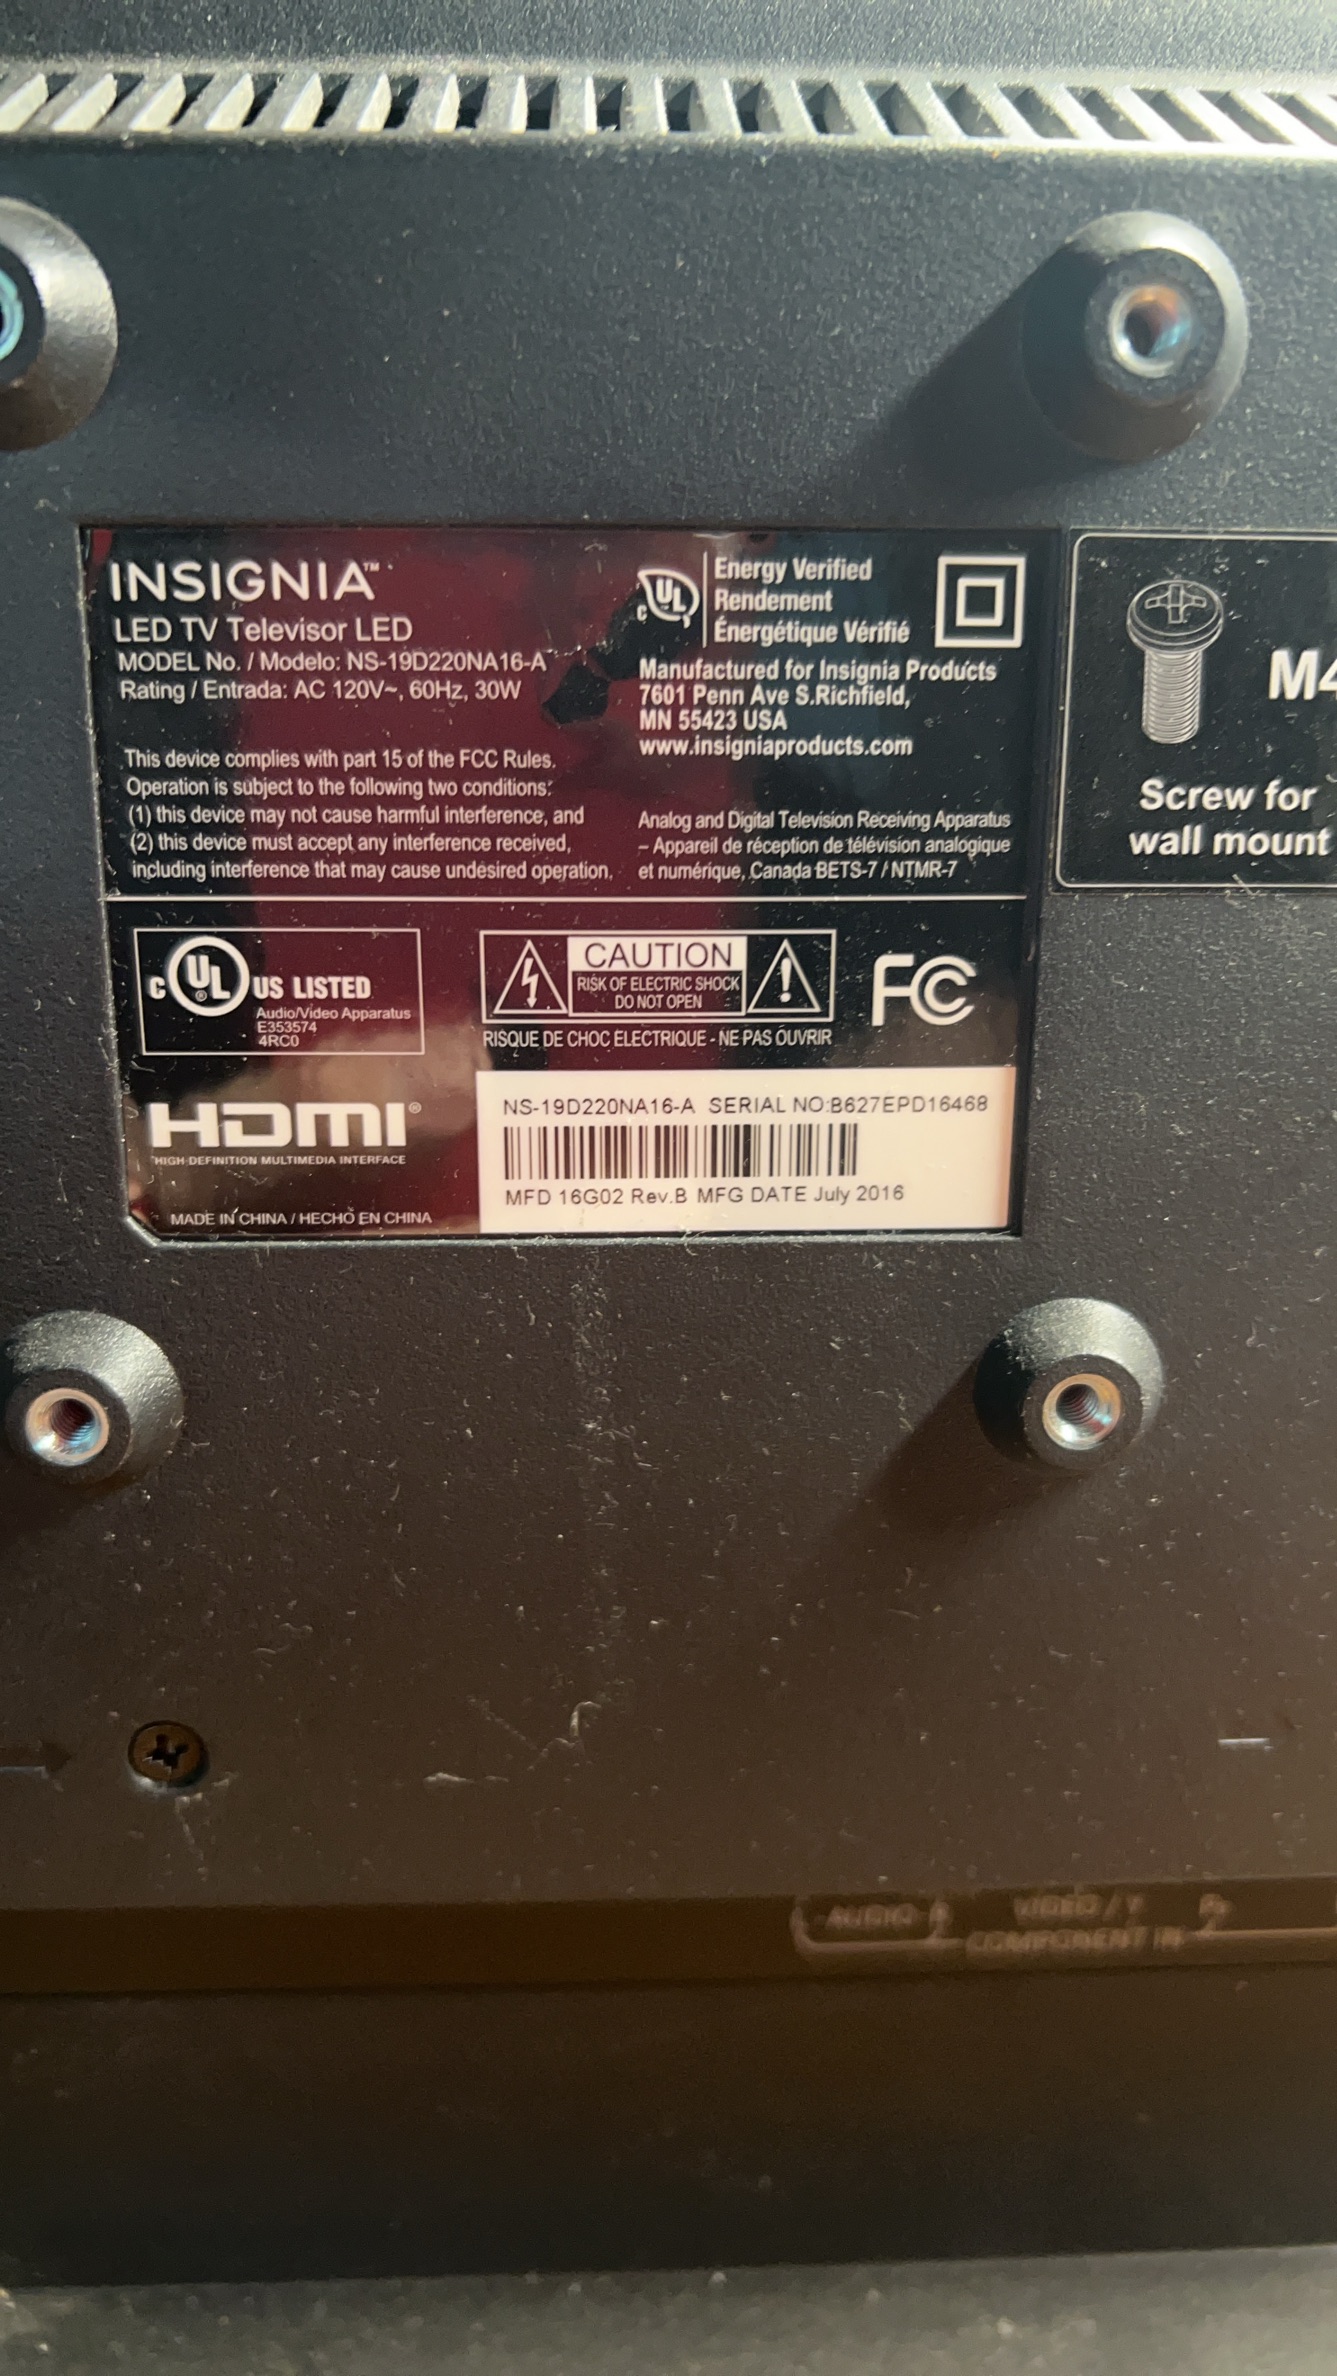 INSIGNIA™
LED TV Televisor LED
MODEL No. / Modelo: NS-19D220NA16-A
Rating / Entrada: AC 120V~, 60Hz, 30W
This device complies with part 15 of the FCC Rules.
Operation is subject to the following two conditions:
(1) this device may not cause harmful interference, and
(2) this device must accept any interference received,
including interference that may cause undesired operation.
C UL
Energy Verified
Rendement
Énergétique Vérifié
Manufactured for Insignia Products
7601 Penn Ave S.Richfield,
MN 55423 USA
www.insigniaproducts.com
Analog and Digital Television Receiving Apparatus
– Appareil de réception de télévision analogique
et numérique, Canada BETS-7 / NTMR-7
M4
Screw for
wall mount
C UL® US LISTED
Audio/Video Apparatus
E353574
4RC0
CAUTION
RISK OF ELECTRIC SHOCK
DO NOT OPEN
RISQUE DE CHOC ELECTRIQUE - NE PAS OUVRIR
FC
HDMI®
HIGH-DEFINITION MULTIMEDIA INTERFACE
MADE IN CHINA / HECHO EN CHINA
NS-19D220NA16-A SERIAL NO:B627EPD16468
MFD 16G02 Rev.B MFG DATE July 2016
AUDIO-R VIDEO / Y
COMPONENT IN